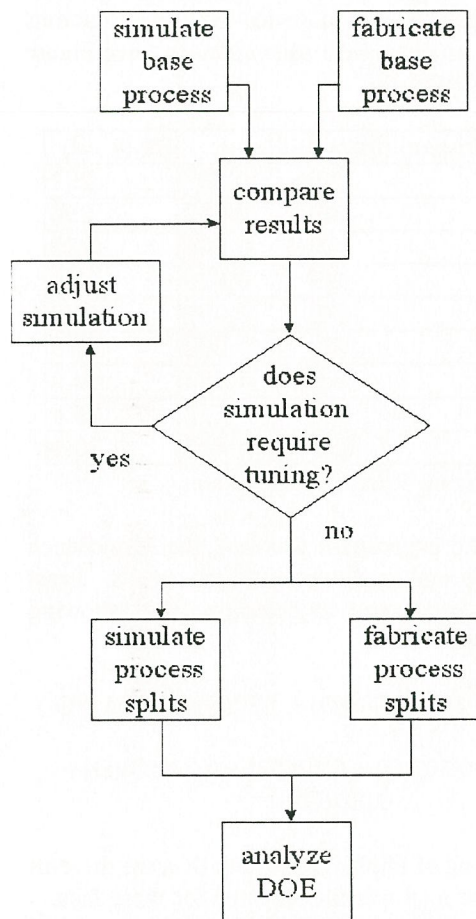 simulate
base
process
fabricate
base
process
compare
results
adjust
simulation
does
simulation
require
tuning?
yes
no
simulate
process
splits
fabricate
process
splits
analyze
DOE